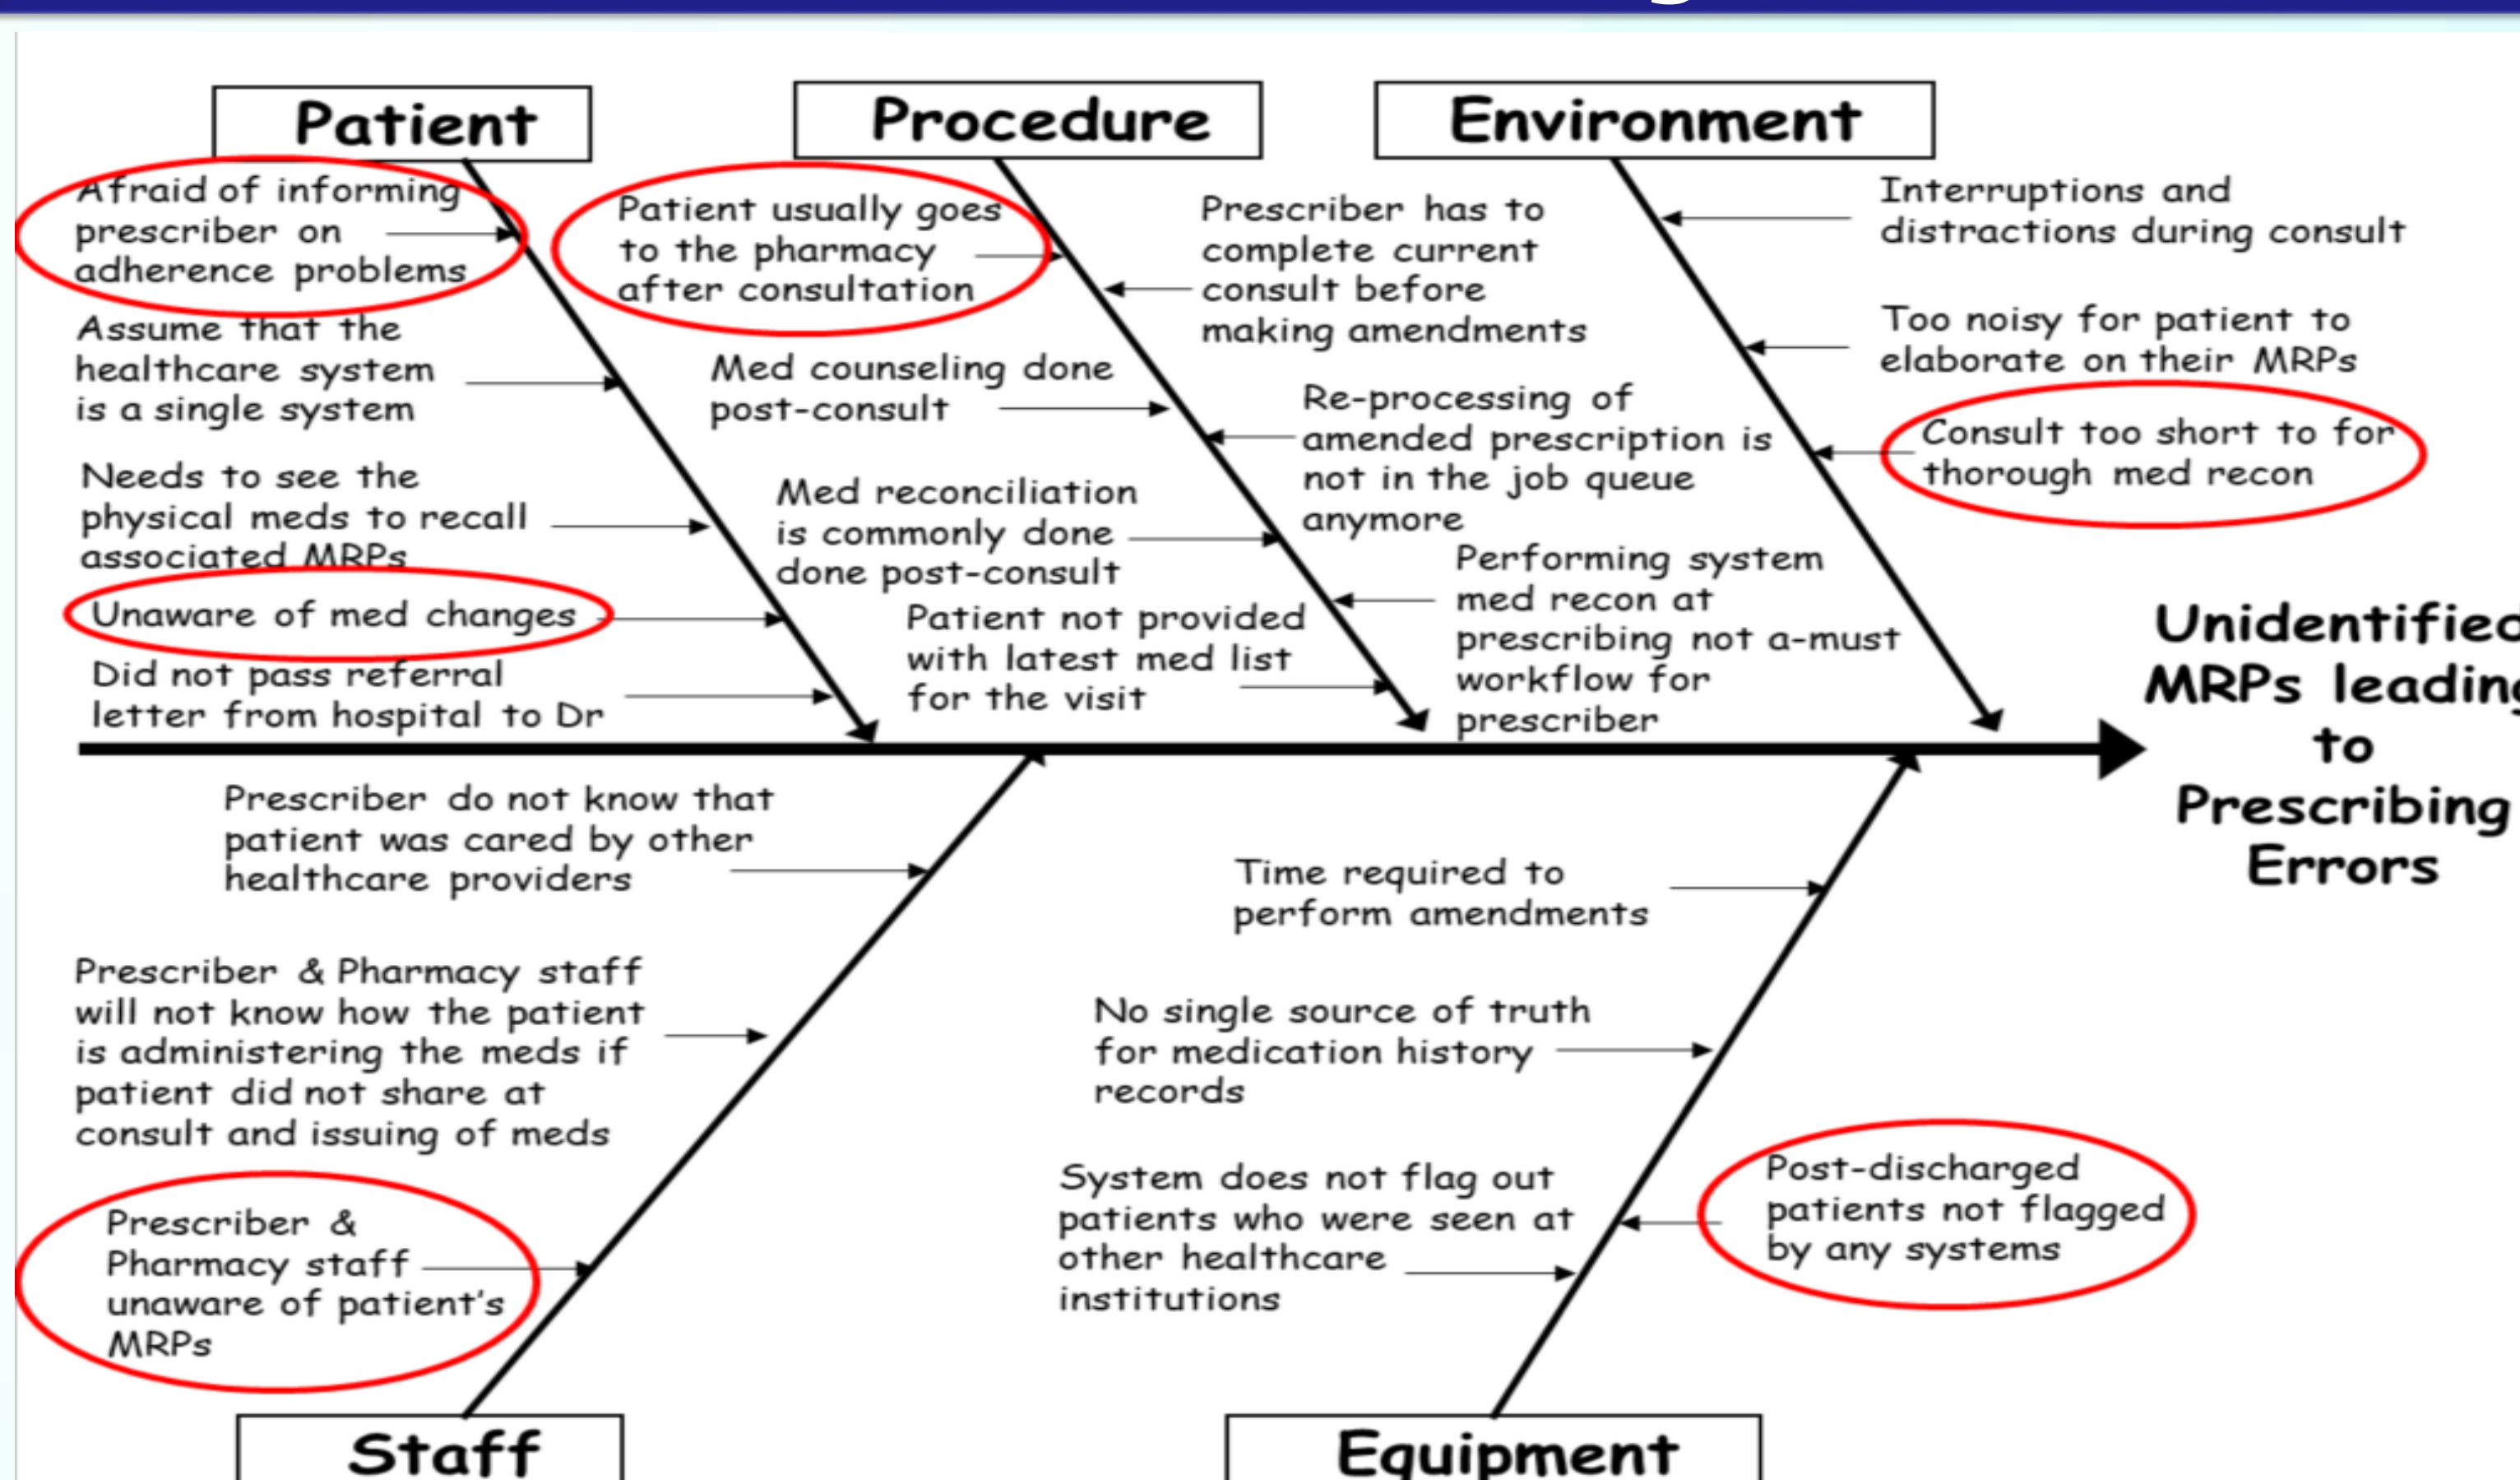 Patient
Afraid of informing
prescriber on
adherence problems
Assume that the
healthcare system
is a single system
Needs to see the
physical meds to recall
associated MRPs
Unaware of med changes
Did not pass referral
letter from hospital to Dr
Procedure
Patient usually goes
to the pharmacy
after consultation
Med counseling done
post-consult
Med reconciliation
is commonly done
done post-consult
Patient not provided
with latest med list
for the visit
Prescriber has to
complete current
consult before
making amendments
Re-processing of
amended prescription is
not in the job queue
anymore
Performing system
med recon at
prescribing not a-must
workflow for
prescriber
Environment
Interruptions and
distractions during consult
Too noisy for patient to
elaborate on their MRPs
Consult too short to for
thorough med recon
Unidentified
MRPs leading
to
Prescribing
Errors
Prescriber do not know that
patient was cared by other
healthcare providers
Prescriber & Pharmacy staff
will not know how the patient
is administering the meds if
patient did not share at
consult and issuing of meds
Prescriber &
Pharmacy staff
unaware of patient's
MRPs
Staff
Time required to
perform amendments
No single source of truth
for medication history
records
System does not flag out
patients who were seen at
other healthcare
institutions
Post-discharged
patients not flagged
by any systems
Equipment